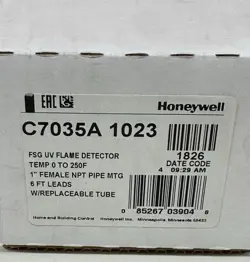 EAC
Honeywell
C7035A 1023
FSG UV FLAME DETECTOR
TEMP 0 TO 250F
1" FEMALE NPT PIPE MTG
6 FT LEADS
W/REPLACEABLE TUBE
1826
DATE CODE
4 09:29 AM
0 85267 03904 8
Home and Building Control Honeywell Inc. Minneapolis, Minnesota 55422